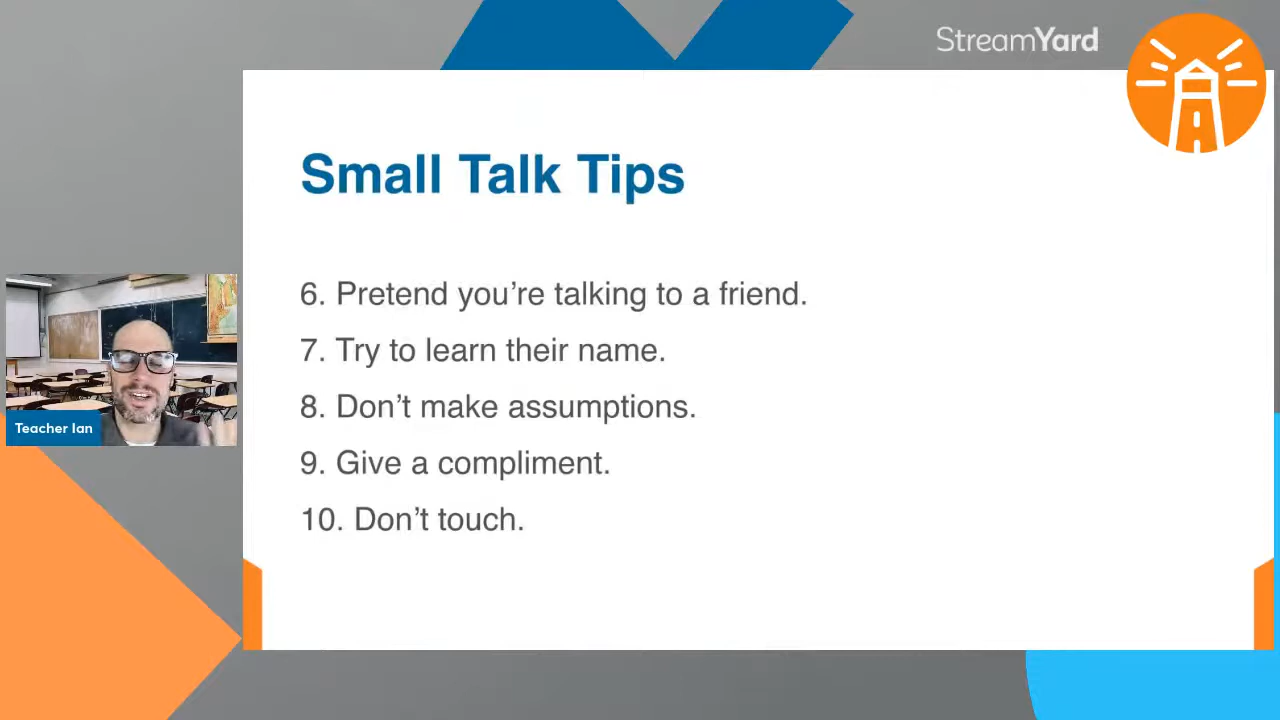 StreamYard
Small Talk Tips
6. Pretend you’re talking to a friend.
7. Try to learn their name.
8. Don’t make assumptions.
9. Give a compliment.
10. Don’t touch.
Teacher Ian